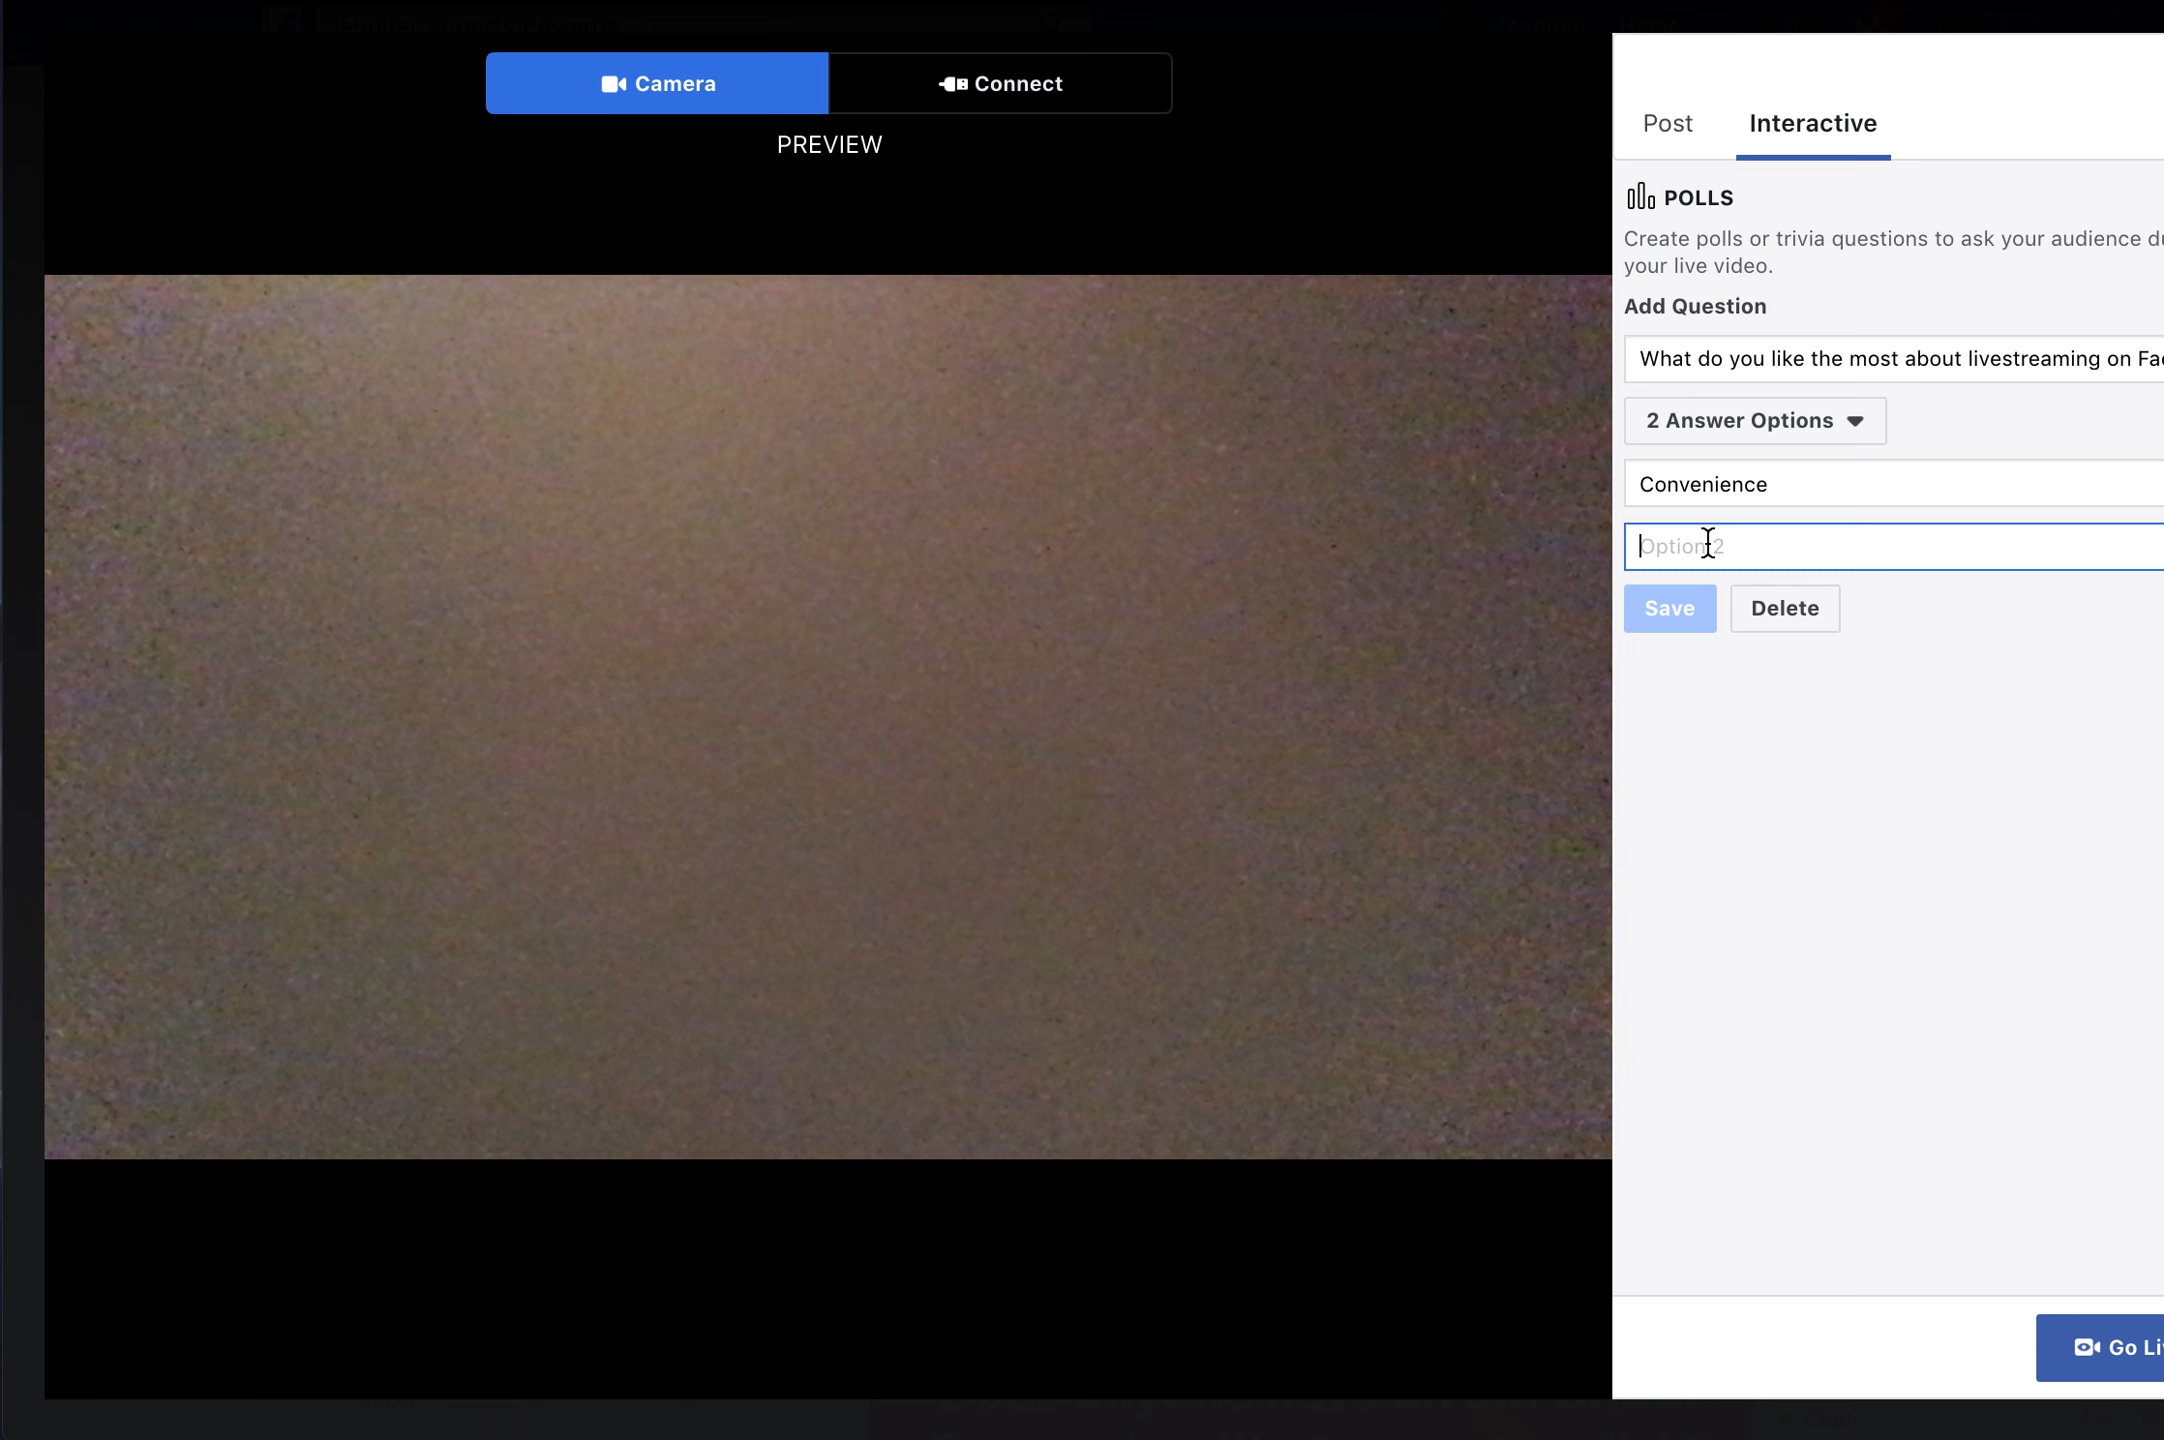 Camera
Connect
PREVIEW
Post
Interactive
POLLS
Create polls or trivia questions to ask your audience
your live video.
Add Question
What do you like the most about livestreaming on
2 Answer Options
Convenience
Option 2
Save
Delete
Go